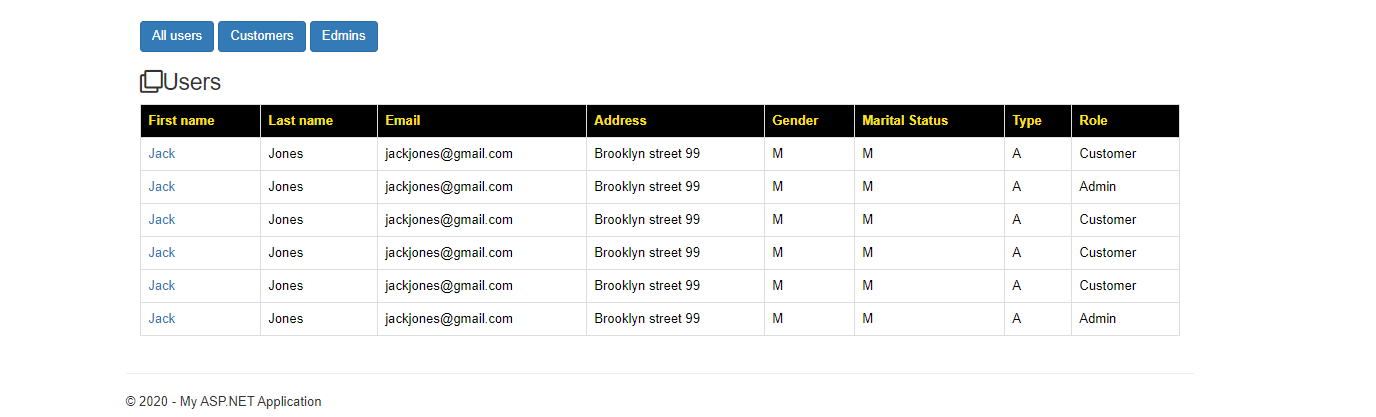 All users Customers Edmins
Users
First name Last name Email Address Gender Marital Status Type Role
Jack Jones jackjones@gmail.com Brooklyn street 99 M M A Customer
Jack Jones jackjones@gmail.com Brooklyn street 99 M M A Admin
Jack Jones jackjones@gmail.com Brooklyn street 99 M M A Customer
Jack Jones jackjones@gmail.com Brooklyn street 99 M M A Customer
Jack Jones jackjones@gmail.com Brooklyn street 99 M M A Customer
Jack Jones jackjones@gmail.com Brooklyn street 99 M M A Admin
© 2020 - My ASP.NET Application